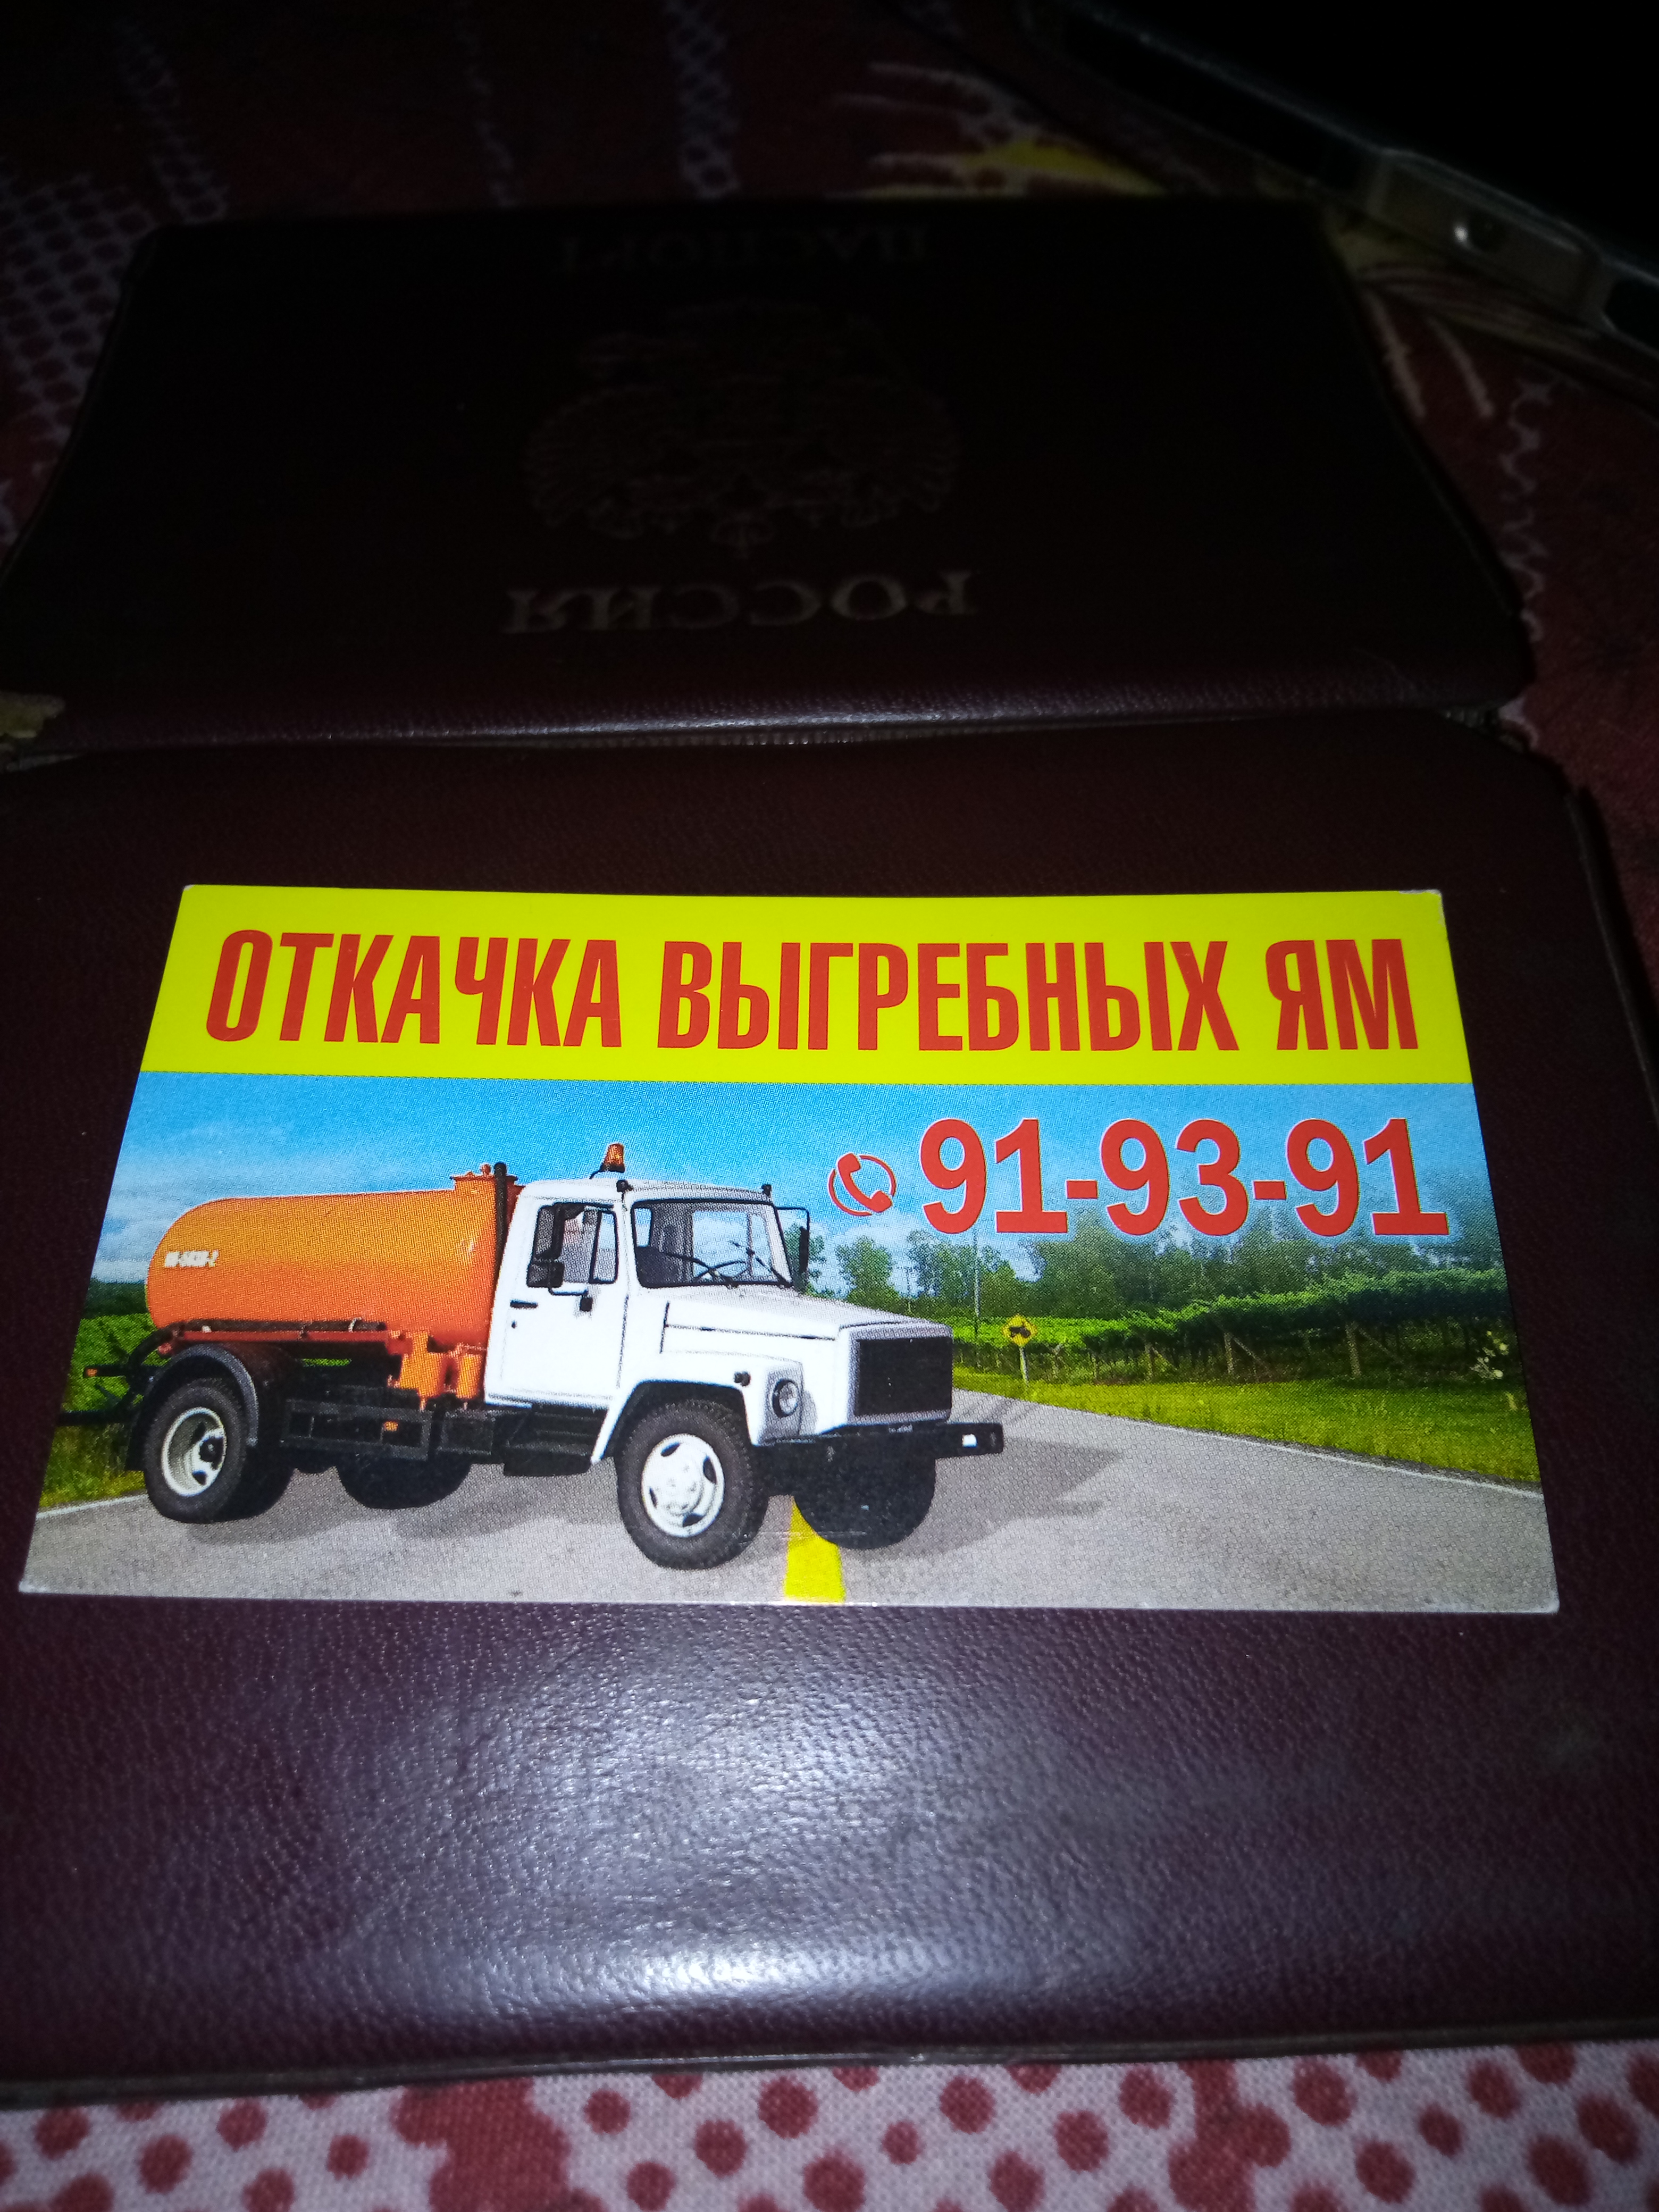 ПАСПОРТ
РОССИЯ
ОТКАЧКА ВЫГРЕБНЫХ ЯМ
91-93-91